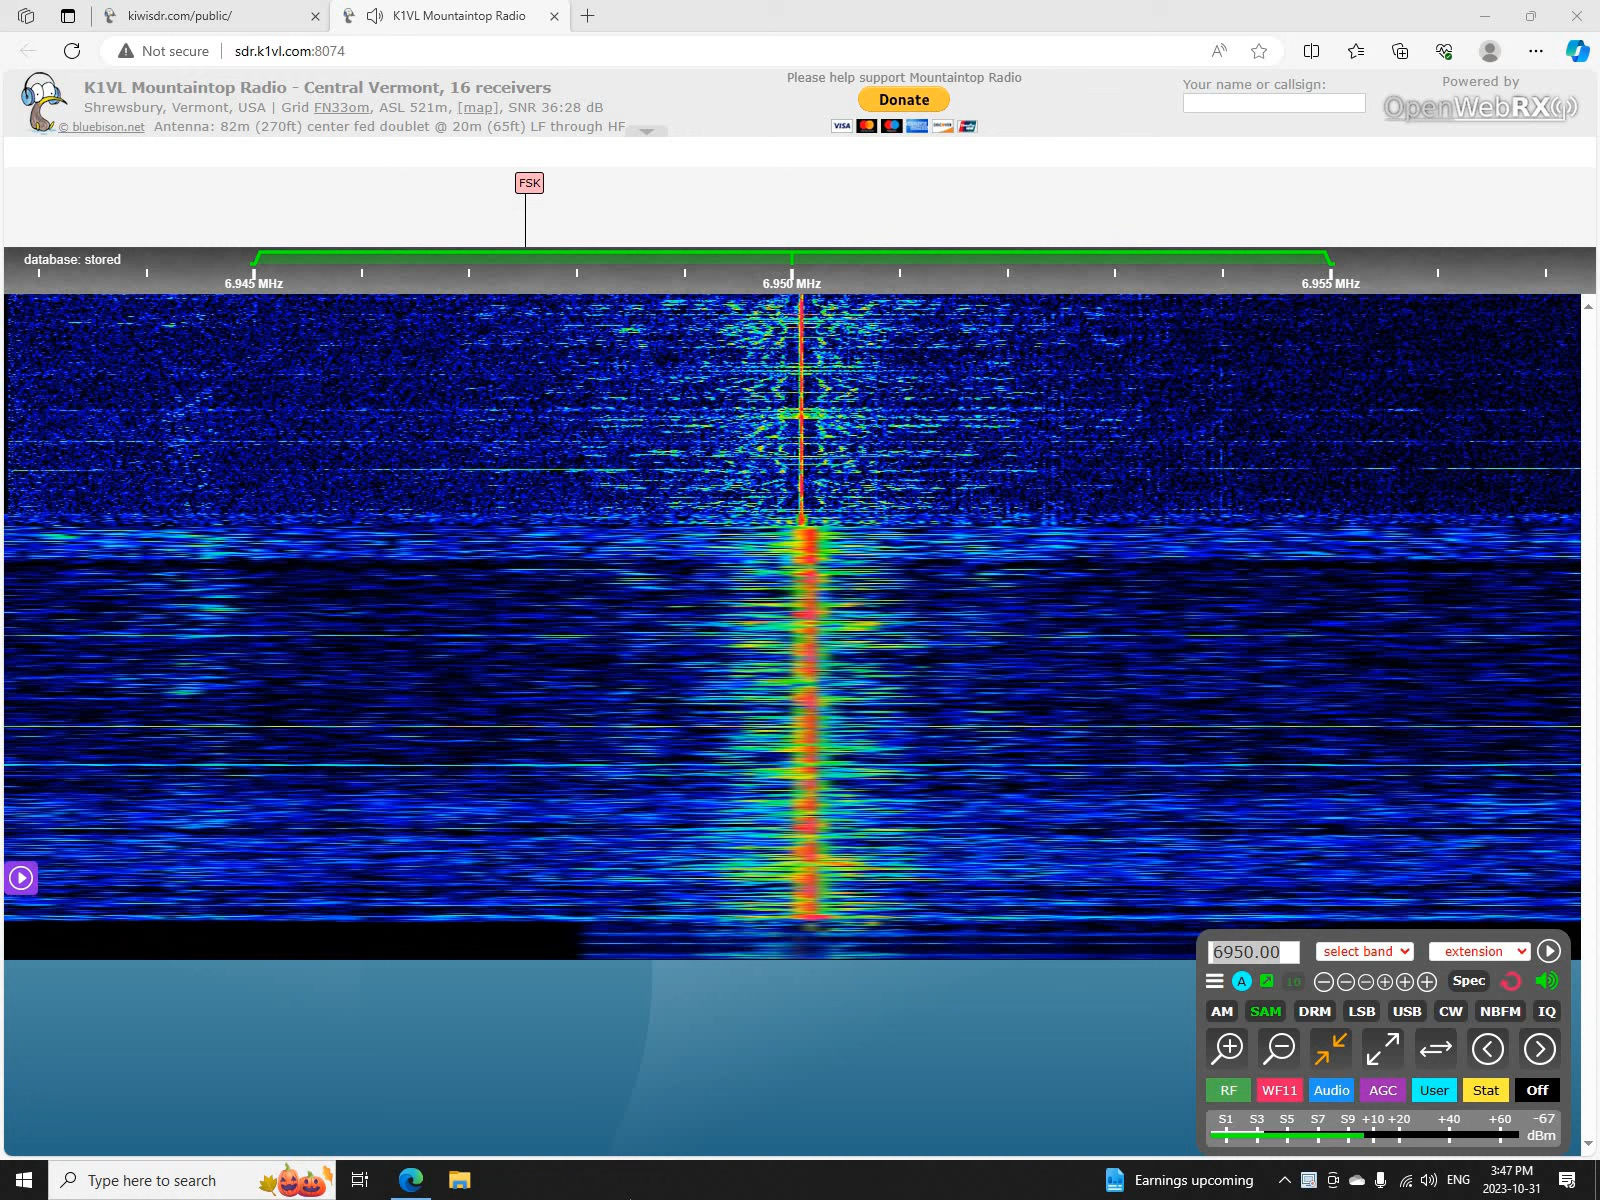 kiwisdr.com/public/
K1VL Mountaintop Radio
Not secure
sdr.k1vl.com:8074
K1VL Mountaintop Radio - Central Vermont, 16 receivers
Shrewsbury, Vermont, USA | Grid FN33om, ASL 521m, [map], SNR 36:28 dB
© bluebison.net Antenna: 82m (270ft) center fed doublet @ 20m (65ft) LF through HF
Please help support Mountaintop Radio
Donate
VISA
Your name or callsign:
Powered by
OpenWebRX
FSK
database: stored
6.945 MHz 6.950 MHz 6.955 MHz
6950.00 select band extension
A 10 Spec
AM SAM DRM LSB USB CW NBFM IQ
RF WF11 Audio AGC User Stat Off
S1 S3 S5 S7 S9 +10 +20 +40 +60 -67
dBm
Type here to search
Earnings upcoming
ENG
3:47 PM
2023-10-31